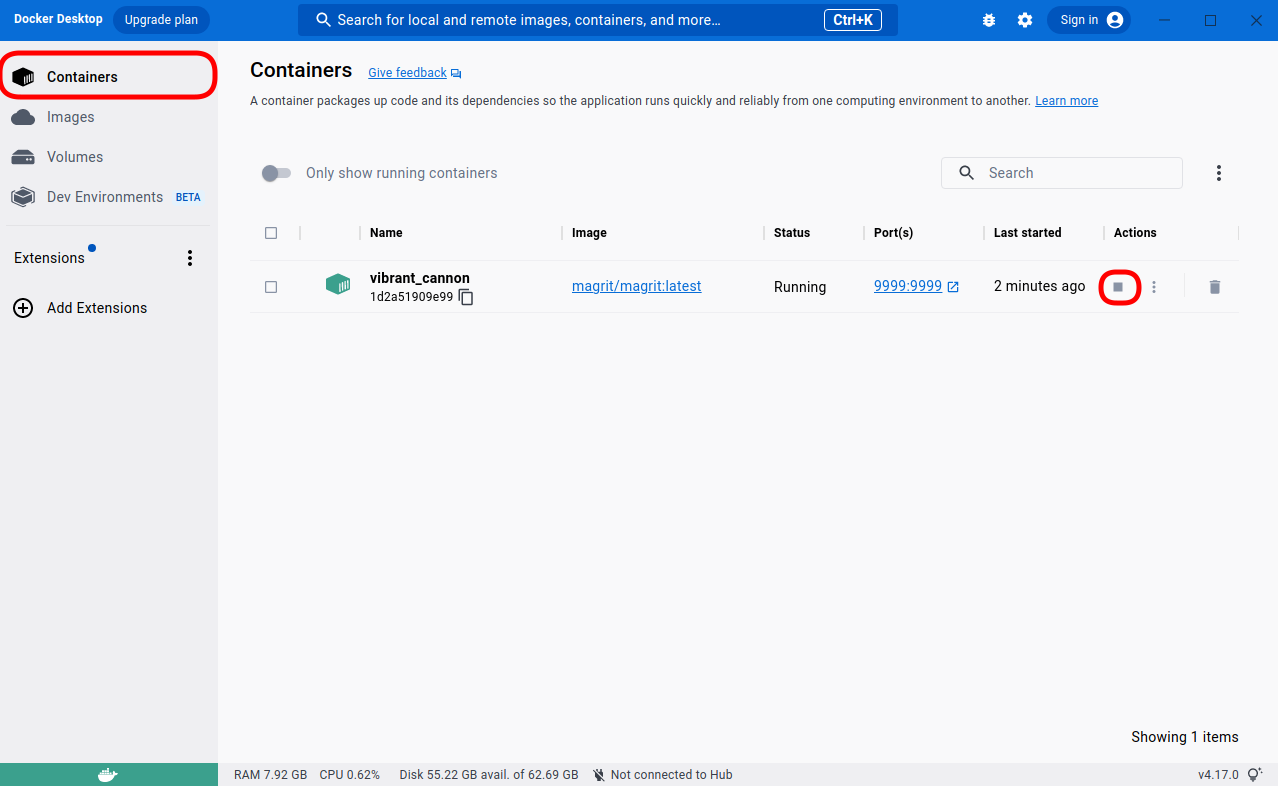 Docker Desktop Upgrade plan Search for local and remote images, containers, and more... Ctrl+K Sign in
Containers
Images
Volumes
Dev Environments BETA
Extensions
Add Extensions
Containers Give feedback
A container packages up code and its dependencies so the application runs quickly and reliably from one computing environment to another. Learn more
Only show running containers Search
Name Image Status Port(s) Last started Actions
vibrant_cannon
1d2a51909e99 magrit/magrit:latest Running 9999:9999 2 minutes ago
Showing 1 items
RAM 7.92 GB CPU 0.62% Disk 55.22 GB avail. of 62.69 GB Not connected to Hub v4.17.0